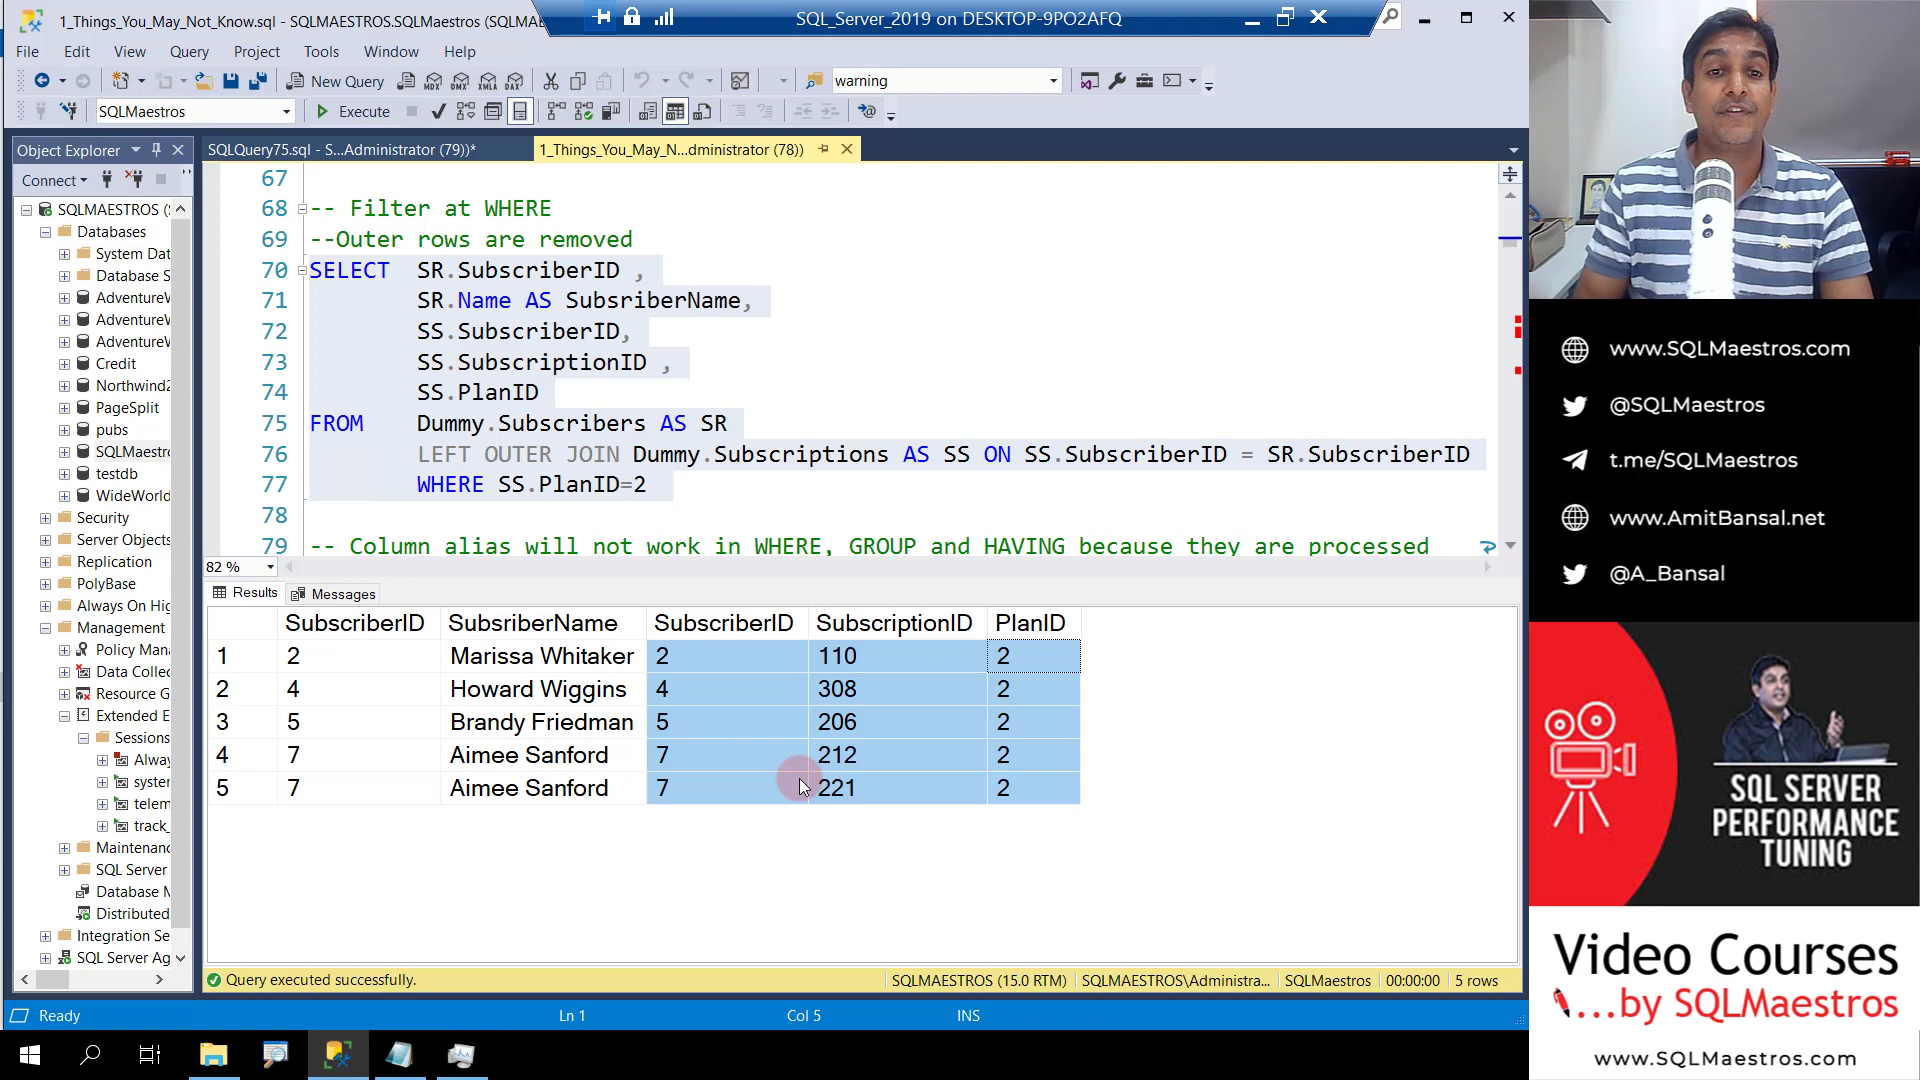 1_Things_You_May_Not_Know.sql - SQLMAESTROS.SQLMaestros (SQLMAE
SQL_Server_2019 on DESKTOP-9PO2AFQ
File Edit View Query Project Tools Window Help
New Query
MDX DMX XMLA DAX
warning
SQLMaestros
Execute
Object Explorer
Connect
SQLMAESTROS (
Databases
System Dat
Database S
AdventureW
AdventureW
AdventureW
Credit
Northwind2
PageSplit
pubs
SQLMaestro
testdb
WideWorld
Security
Server Objects
Replication
PolyBase
Always On Hig
Management
Policy Man
Data Collec
Resource G
Extended E
Sessions
Alway
system
telem
track_
Maintenanc
SQL Server
Database M
Distributed
Integration Se
SQL Server Ag
SQLQuery75.sql - S...Administrator (79))*
1_Things_You_May_N...dministrator (78))
67
68 -- Filter at WHERE
69 --Outer rows are removed
70 SELECT SR.SubscriberID ,
71 SR.Name AS SubsriberName,
72 SS.SubscriberID,
73 SS.SubscriptionID ,
74 SS.PlanID
75 FROM Dummy.Subscribers AS SR
76 LEFT OUTER JOIN Dummy.Subscriptions AS SS ON SS.SubscriberID = SR.SubscriberID
77 WHERE SS.PlanID=2
78
79 -- Column alias will not work in WHERE, GROUP and HAVING because they are processed
82 %
Results Messages
SubscriberID SubsriberName SubscriberID SubscriptionID PlanID
1 2 Marissa Whitaker 2 110 2
2 4 Howard Wiggins 4 308 2
3 5 Brandy Friedman 5 206 2
4 7 Aimee Sanford 7 212 2
5 7 Aimee Sanford 7 221 2
Query executed successfully.
SQLMAESTROS (15.0 RTM) SQLMAESTROS\Administra... SQLMaestros 00:00:00 5 rows
Ready Ln 1 Col 5 INS
www.SQLMaestros.com
@SQLMaestros
t.me/SQLMaestros
www.AmitBansal.net
@A_Bansal
SQL SERVER
PERFORMANCE
TUNING
Video Courses
...by SQLMaestros
www.SQLMaestros.com